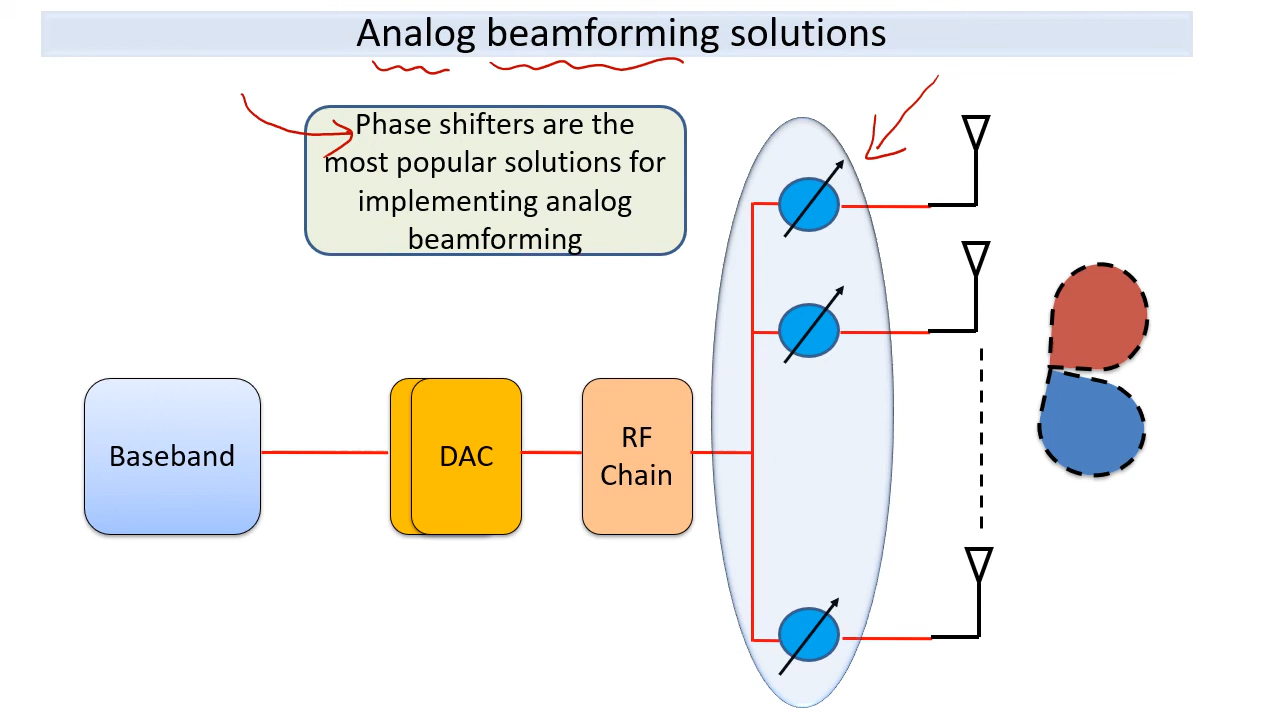 Analog beamforming solutions
Phase shifters are the
most popular solutions for
implementing analog
beamforming
Baseband
DAC
RF
Chain